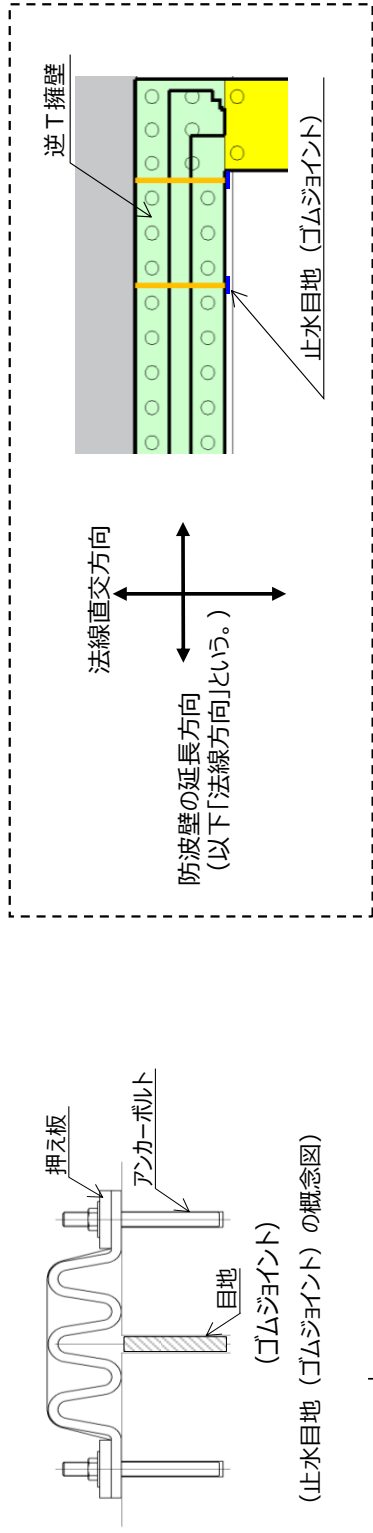 押え板
アンカーボルト
目地
(ゴムジョイント)
(止水目地(ゴムジョイント)の概念図)
法線直交方向
防波壁の延長方向
(以下「法線方向」という。)
逆T擁壁
止水目地(ゴムジョイント)